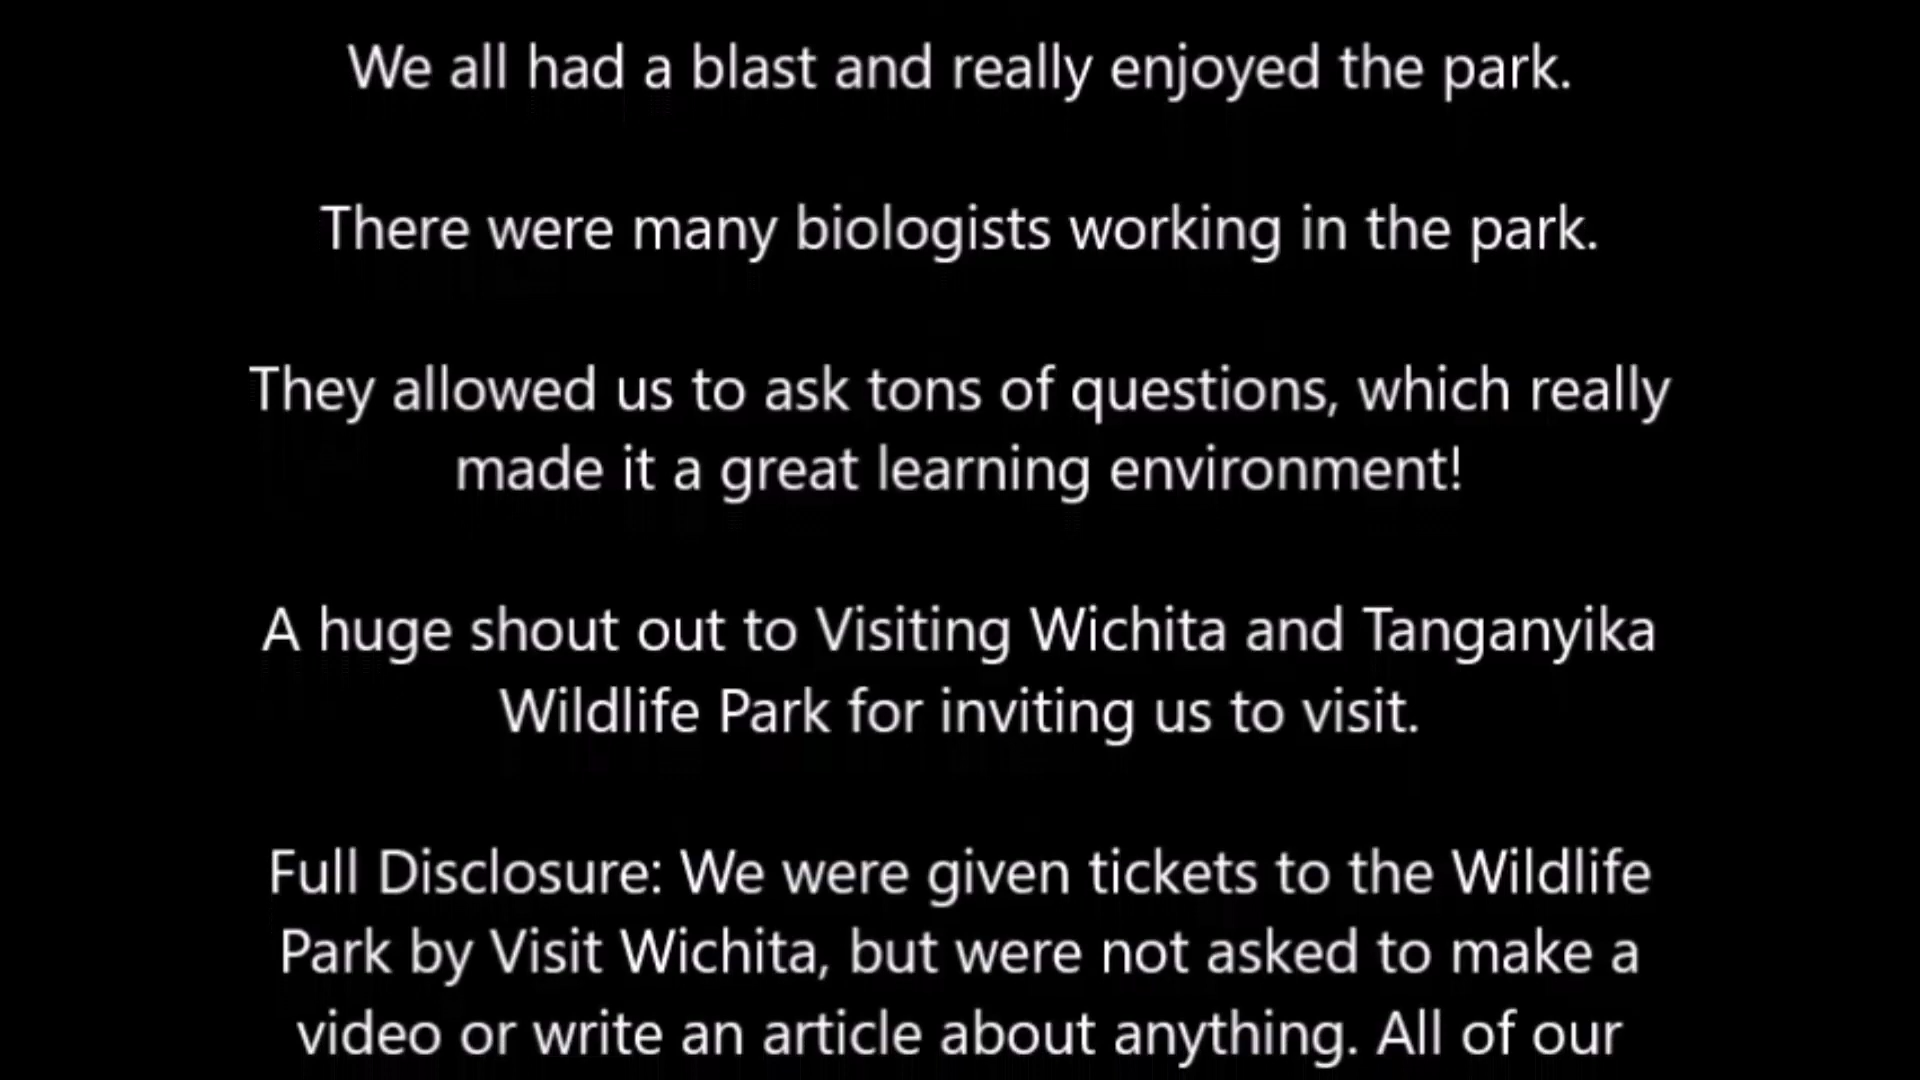 We all had a blast and really enjoyed the park.
There were many biologists working in the park.
They allowed us to ask tons of questions, which really
made it a great learning environment!
A huge shout out to Visiting Wichita and Tanganyika
Wildlife Park for inviting us to visit.
Full Disclosure: We were given tickets to the Wildlife
Park by Visit Wichita, but were not asked to make a
video or write an article about anything. All of our